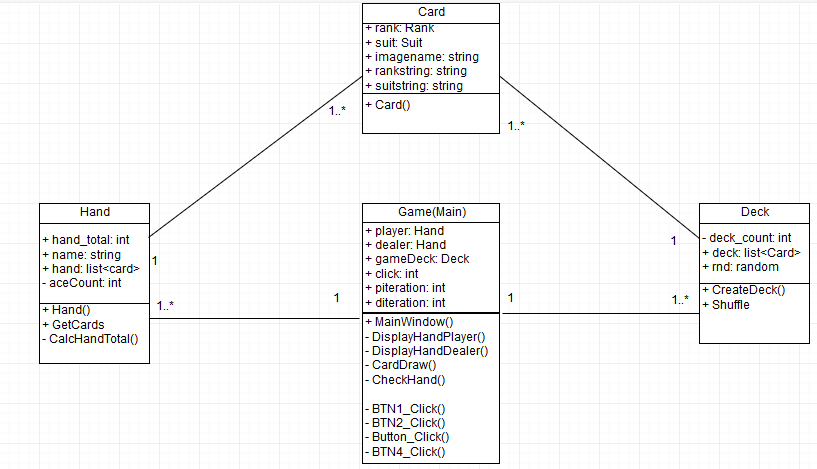 Card
+ rank: Rank
+ suit: Suit
+ imagename: string
+ rankstring: string
+ suitstring: string
+ Card()
1..*
1..*
Hand
+ hand_total: int
+ name: string
+ hand: list<card>
- aceCount: int
+ Hand()
+ GetCards
- CalcHandTotal()
1
1..*
Game(Main)
+ player: Hand
+ dealer: Hand
+ gameDeck: Deck
+ click: int
+ piteration: int
+ diteration: int
+ MainWindow()
- DisplayHandPlayer()
- DisplayHandDealer()
- CardDraw()
- CheckHand()
- BTN1_Click()
- BTN2_Click()
- Button_Click()
- BTN4_Click()
1
1
Deck
- deck_count: int
+ deck: list<Card>
+ rnd: random
+ CreateDeck()
+ Shuffle
1
1..*